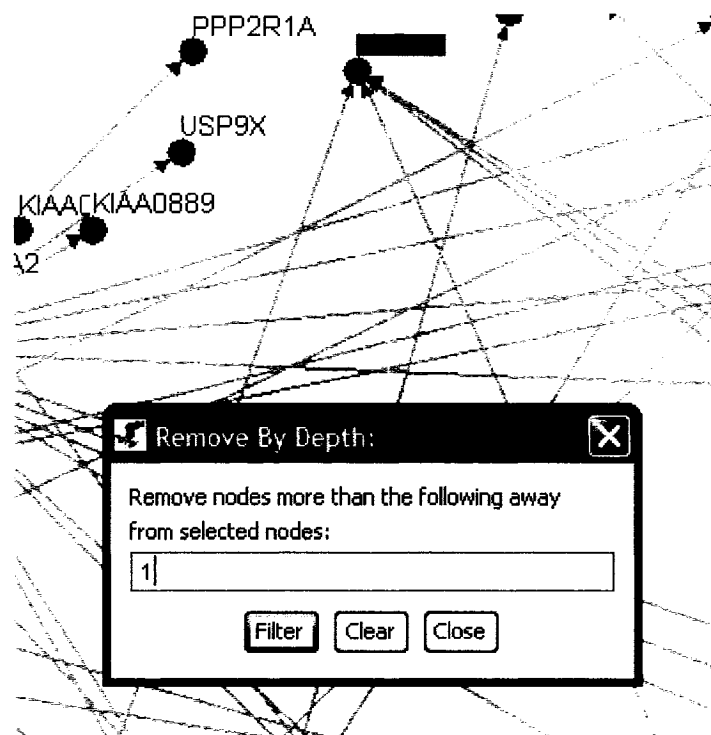 PPP2R1A
USP9X
KIAA0889
A2
Remove By Depth:
Remove nodes more than the following away
from selected nodes:
1
Filter Clear Close